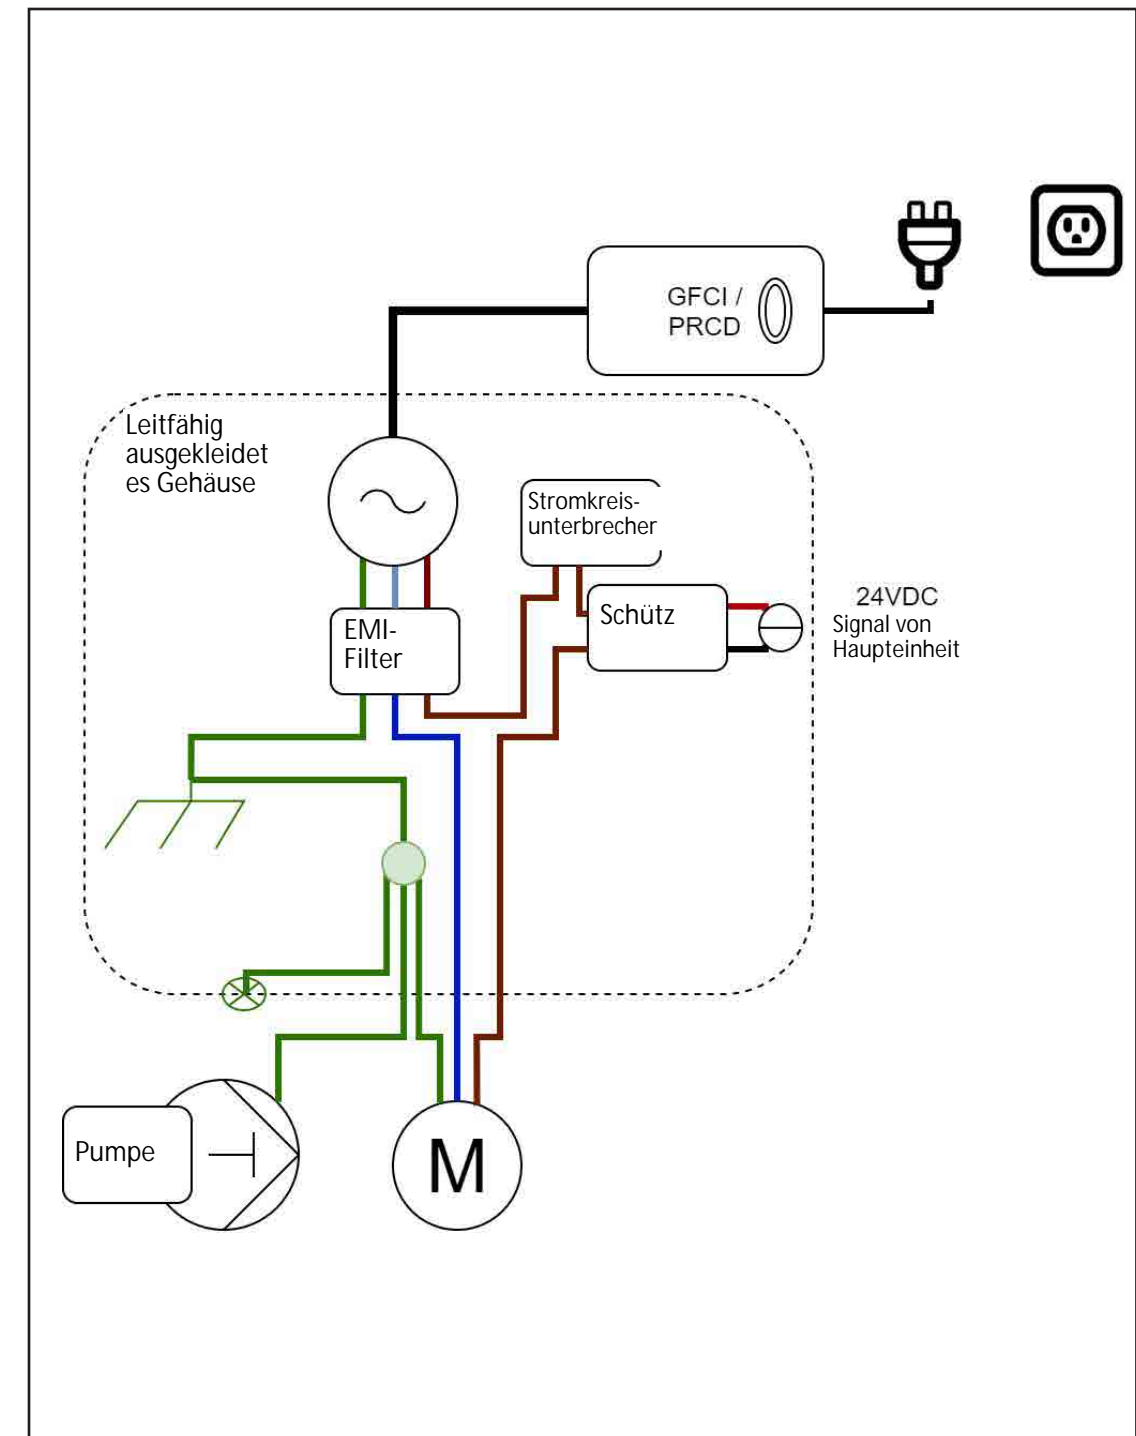 GFCI /
PRCD
Leitfähig
ausgekleidet
es Gehäuse
Stromkreis-
unterbrecher
Schütz
24VDC
Signal von
Haupteinheit
EMI-
Filter
Pumpe
M